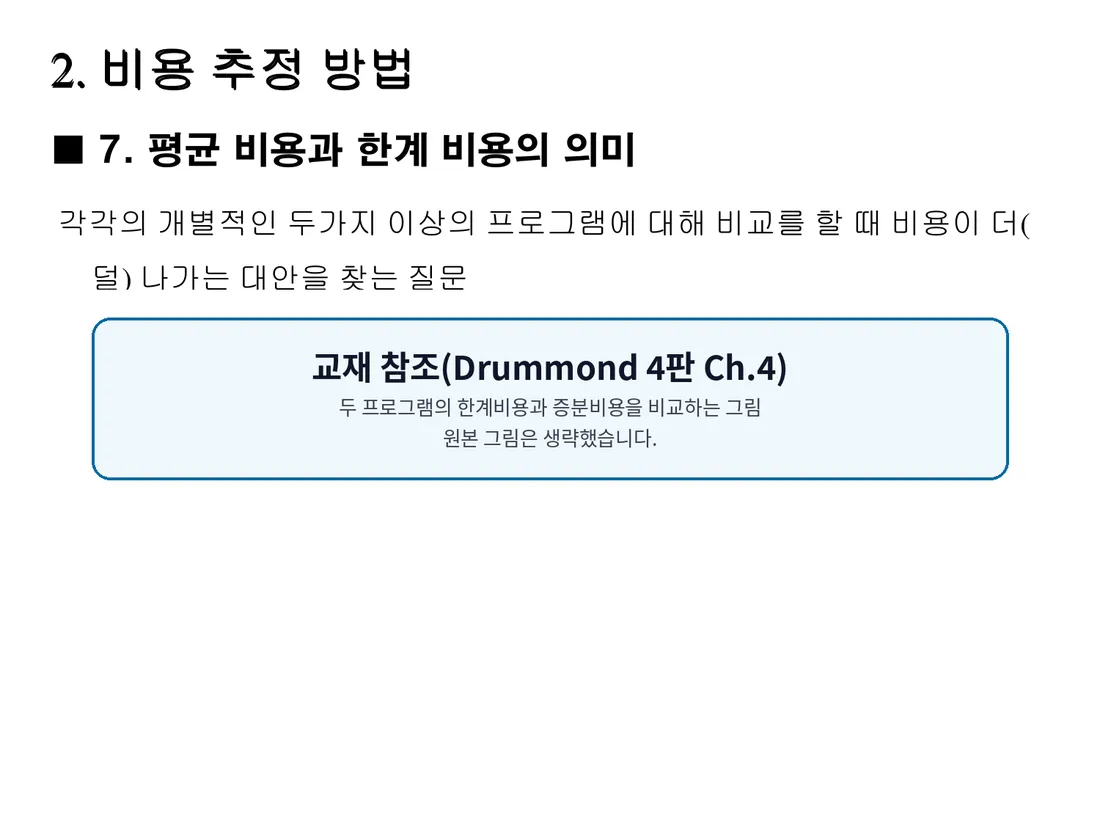 2. 비용 추정 방법
■ 7. 평균 비용과 한계 비용의 의미
각각의 개별적인 두가지 이상의 프로그램에 대해 비교를 할 때 비용이 더(
덜) 나가는 대안을 찾는 질문
교재 참조(Drummond 4판 Ch.4)
두 프로그램의 한계비용과 증분비용을 비교하는 그림
원본 그림은 생략했습니다.